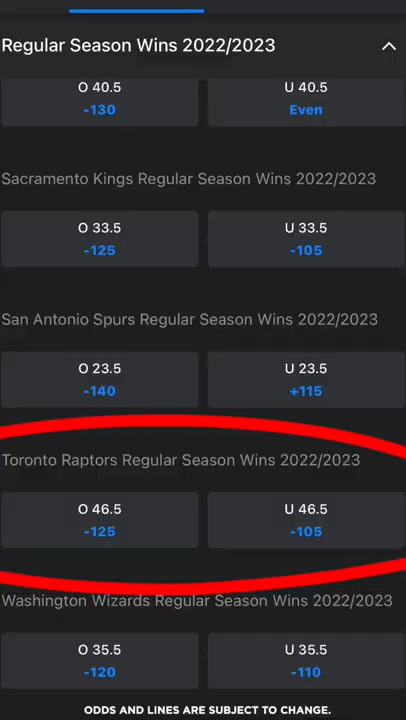 Regular Season Wins 2022/2023
O 40.5 U 40.5
-130 Even
Sacramento Kings Regular Season Wins 2022/2023
O 33.5 U 33.5
-125 -105
San Antonio Spurs Regular Season Wins 2022/2023
O 23.5 U 23.5
-140 +115
Toronto Raptors Regular Season Wins 2022/2023
O 46.5 U 46.5
-125 -105
Washington Wizards Regular Season Wins 2022/2023
O 35.5 U 35.5
-120 -110
ODDS AND LINES ARE SUBJECT TO CHANGE.